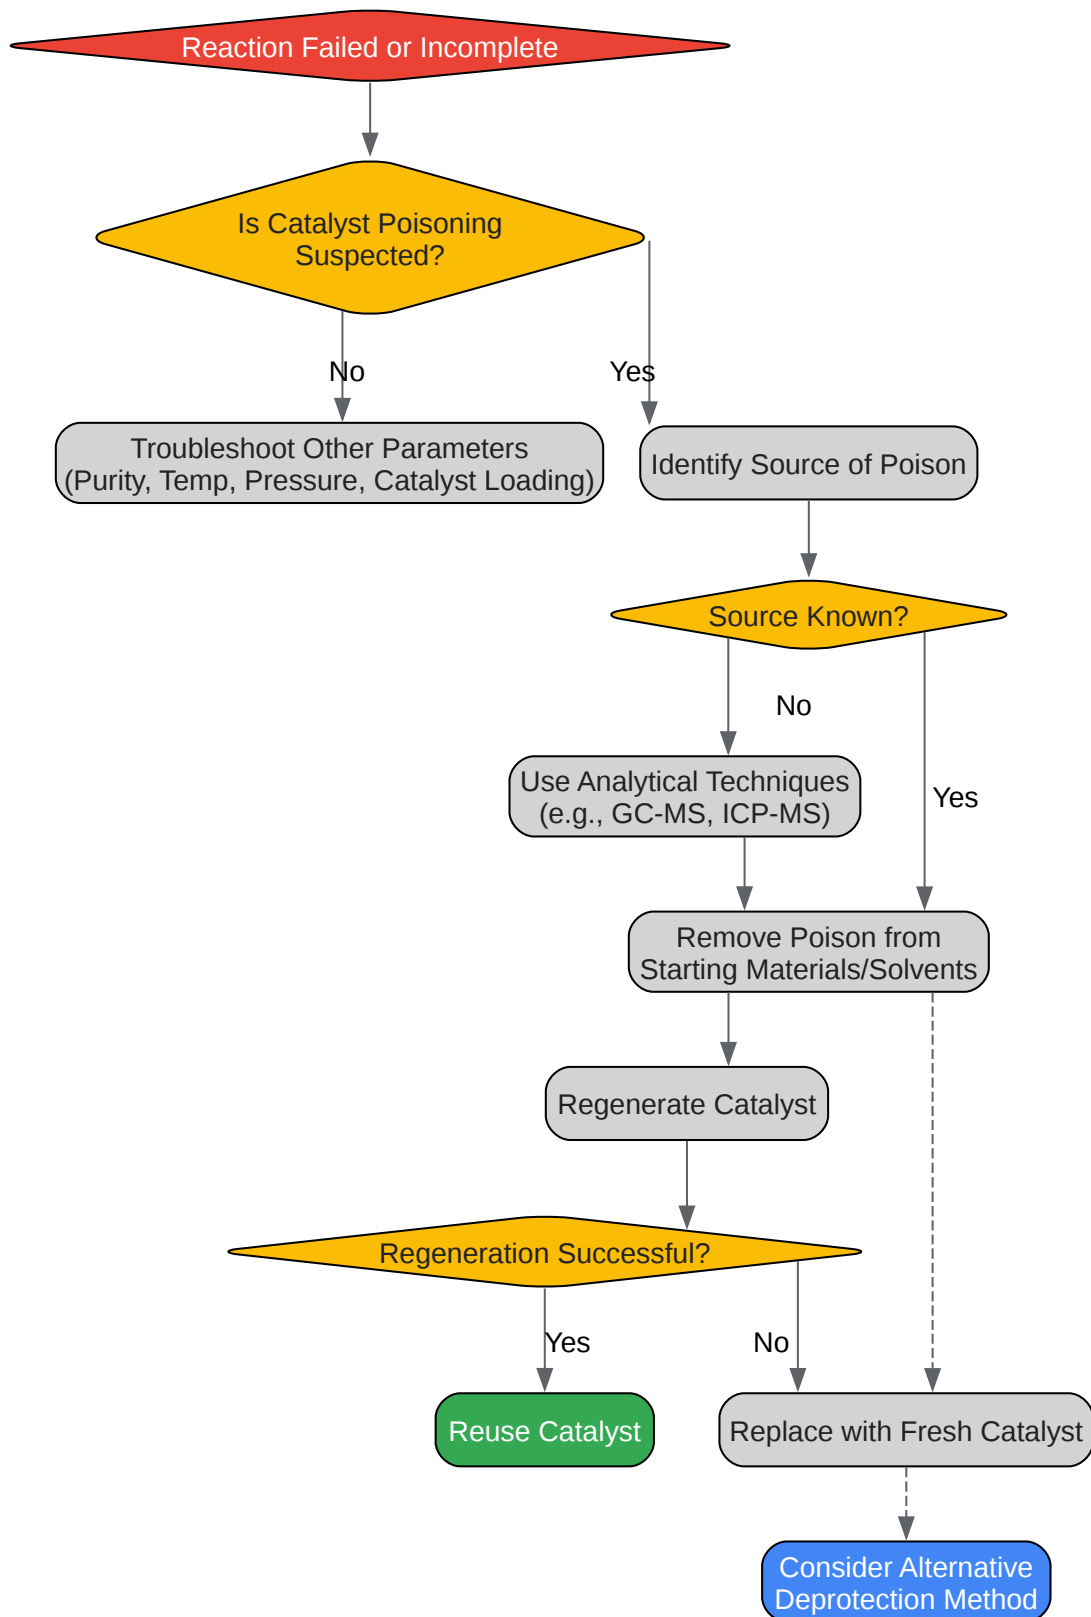 Reaction Failed or Incomplete
Is Catalyst Poisoning
Suspected?
No
Yes
Troubleshoot Other Parameters
(Purity, Temp, Pressure, Catalyst Loading)
Identify Source of Poison
Source Known?
No
Use Analytical Techniques
(e.g., GC-MS, ICP-MS)
Yes
Remove Poison from
Starting Materials/Solvents
Regenerate Catalyst
Regeneration Successful?
Yes
No
Reuse Catalyst
Replace with Fresh Catalyst
Consider Alternative
Deprotection Method